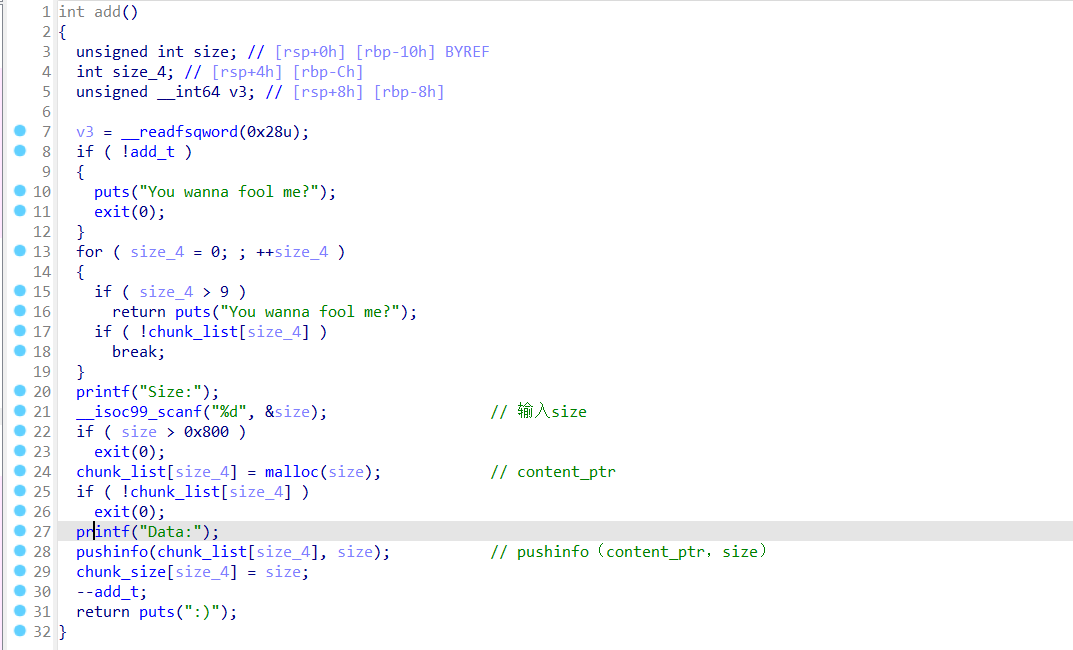 1 int add()
2 {
3   unsigned int size; // [rsp+0h] [rbp-10h] BYREF
4   int size_4; // [rsp+4h] [rbp-Ch]
5   unsigned __int64 v3; // [rsp+8h] [rbp-8h]
6
7   v3 = __readfsqword(0x28u);
8   if ( !add_t )
9   {
10     puts("You wanna fool me?");
11     exit(0);
12   }
13   for ( size_4 = 0; ; ++size_4 )
14   {
15     if ( size_4 > 9 )
16       return puts("You wanna fool me?");
17     if ( !chunk_list[size_4] )
18       break;
19   }
20   printf("Size:");
21   __isoc99_scanf("%d", &size);                 // 输入size
22   if ( size > 0x800 )
23     exit(0);
24   chunk_list[size_4] = malloc(size);           // content_ptr
25   if ( !chunk_list[size_4] )
26     exit(0);
27   printf("Data:");
28   pushinfo(chunk_list[size_4], size);          // pushinfo（content_ptr，size）
29   chunk_size[size_4] = size;
30   --add_t;
31   return puts(":)");
32 }